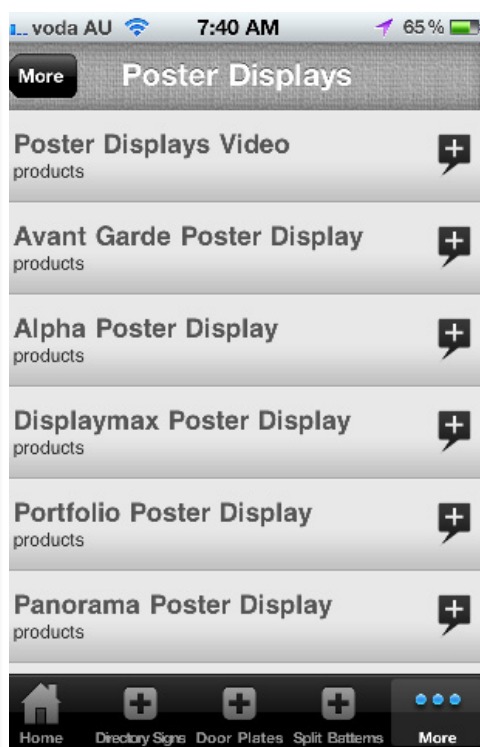 voda AU 7:40 AM 65%
More Poster Displays
Poster Displays Video
products
Avant Garde Poster Display
products
Alpha Poster Display
products
Displaymax Poster Display
products
Portfolio Poster Display
products
Panorama Poster Display
products
Home Directory Signs Door Plates Split Battems More